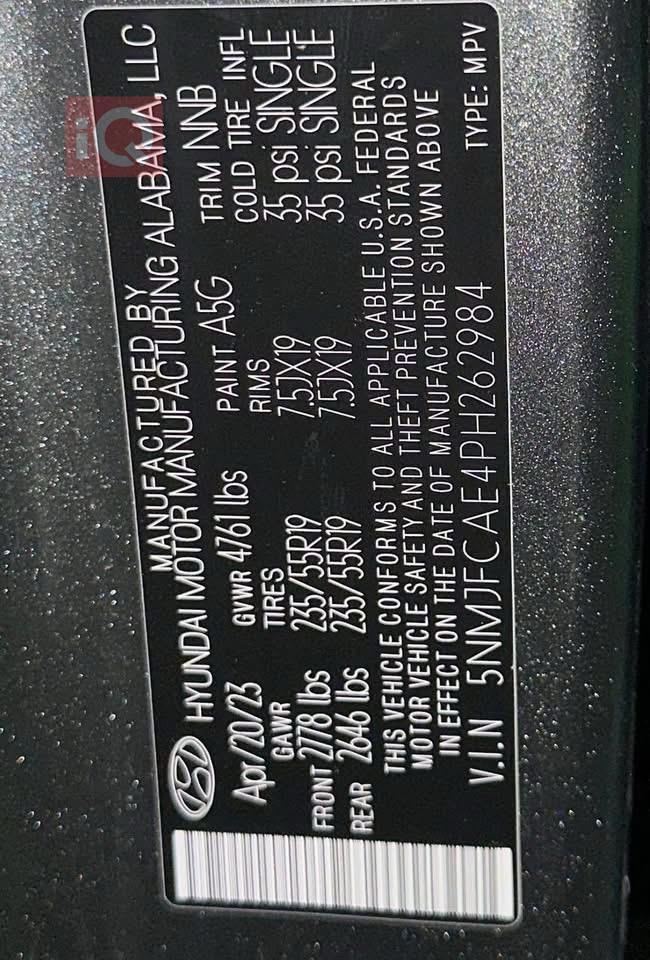 MANUFACTURED BY
HYUNDAI MOTOR MANUFACTURING ALABAMA, LLC
Apr/20/23 GVWR 4761 lbs PAINT A5G TRIM NNB
GAWR TIRES RIMS COLD TIRE INFL
FRONT 2778 lbs 235/55R19 7.5JX19 35 psi SINGLE
REAR 2646 lbs 235/55R19 7.5JX19 35 psi SINGLE
THIS VEHICLE CONFORMS TO ALL APPLICABLE U.S.A. FEDERAL
MOTOR VEHICLE SAFETY AND THEFT PREVENTION STANDARDS
IN EFFECT ON THE DATE OF MANUFACTURE SHOWN ABOVE
V.I.N 5NMJFCAE4PH262984 TYPE: MPV
iQ